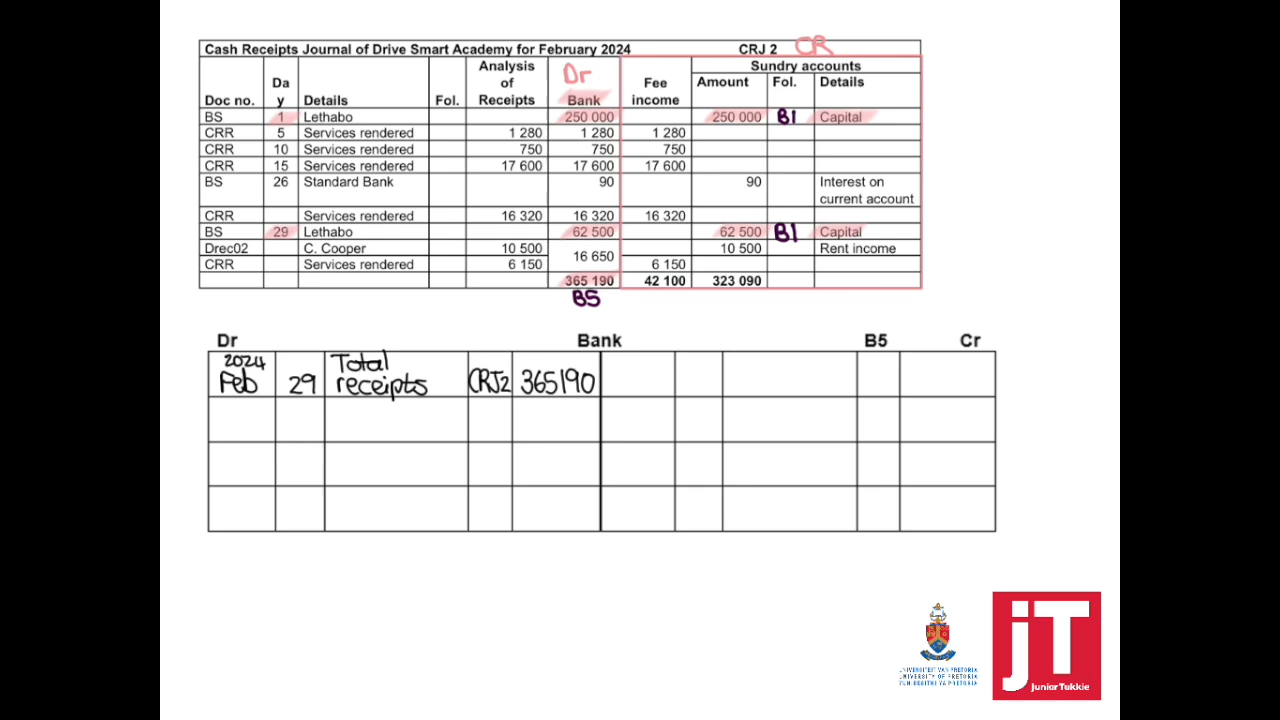 Cash Receipts Journal of Drive Smart Academy for February 2024 CRJ 2 CR
Doc no. Day Details Fol. Analysis of Receipts Dr Bank Fee income Sundry accounts
Amount Fol. Details
BS 1 Lethabo 250 000 250 000 B1 Capital
CRR 5 Services rendered 1 280 1 280 1 280
CRR 10 Services rendered 750 750 750
CRR 15 Services rendered 17 600 17 600 17 600
BS 26 Standard Bank 90 90 Interest on
current account
CRR Services rendered 16 320 16 320 16 320
BS 29 Lethabo 62 500 62 500 B1 Capital
Drec02 C. Cooper 10 500 16 650 10 500 Rent income
CRR Services rendered 6 150 6 150
365 190 42 100 323 090
B5
Dr Bank B5 Cr
2024 Total
Feb 29 receipts CRJ2 365190
UNIVERSITEIT VAN PRETORIA
UNIVERSITY OF PRETORIA
YUNIBESITHI YA PRETORIA
jT
JuniorTukkie